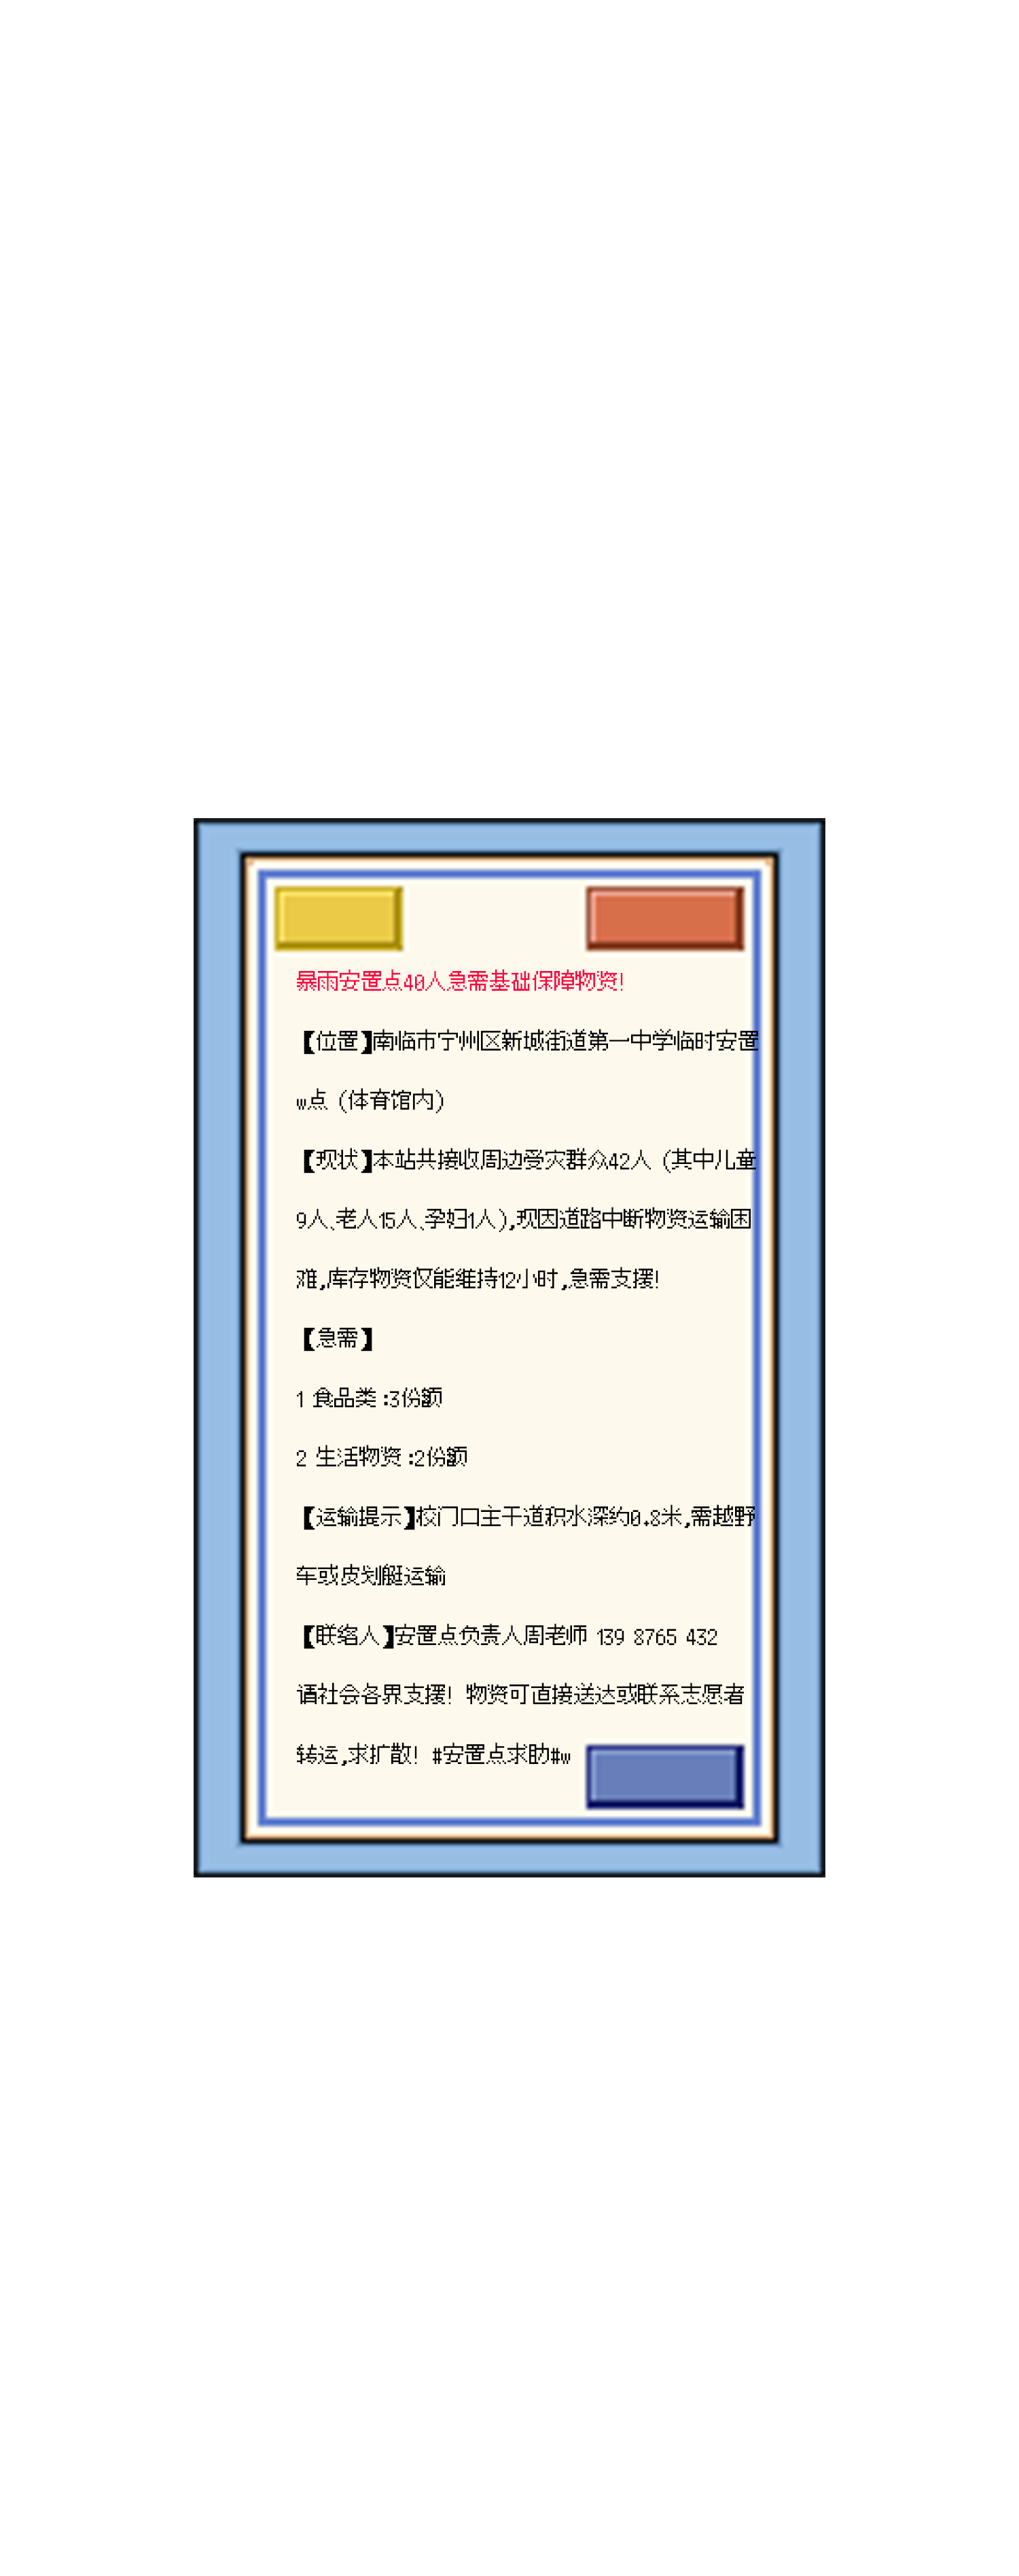 暴雨安置点40人急需基础保障物资!
【位置】南临市宁州区新城街道第一中学临时安置
w点 (体育馆内)
【现状】本站共接收周边受灾群众42人 (其中儿童
9人、老人15人、孕妇1人),现因道路中断物资运输困
难,库存物资仅能维持12小时,急需支援!
【急需】
1 食品类:3份额
2 生活物资:2份额
【运输提示】校门口主干道积水深约0.8米,需越野
车或皮划艇运输
【联络人】安置点负责人周老师 139 8765 432
请社会各界支援! 物资可直接送达或联系志愿者
转运,求扩散! #安置点求助#w